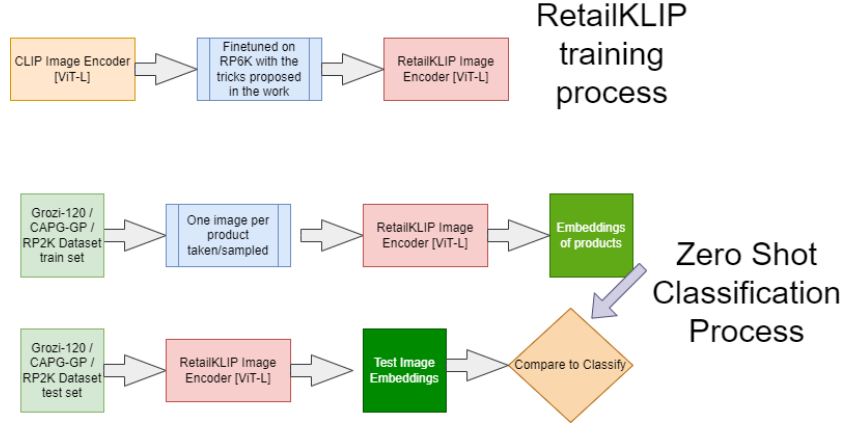 RetailKLIP
training
process
CLIP Image Encoder
[ViT-L]
Finetuned on
RP6K with the
tricks proposed
in the work
RetailKLIP Image
Encoder [ViT-L]
Grozi-120 /
CAPG-GP /
RP2K Dataset
train set
One image per
product
taken/sampled
RetailKLIP Image
Encoder [ViT-L]
Embeddings
of products
Zero Shot
Classification
Process
Grozi-120 /
CAPG-GP /
RP2K Dataset
test set
RetailKLIP Image
Encoder [ViT-L]
Test Image
Embeddings
Compare to Classify